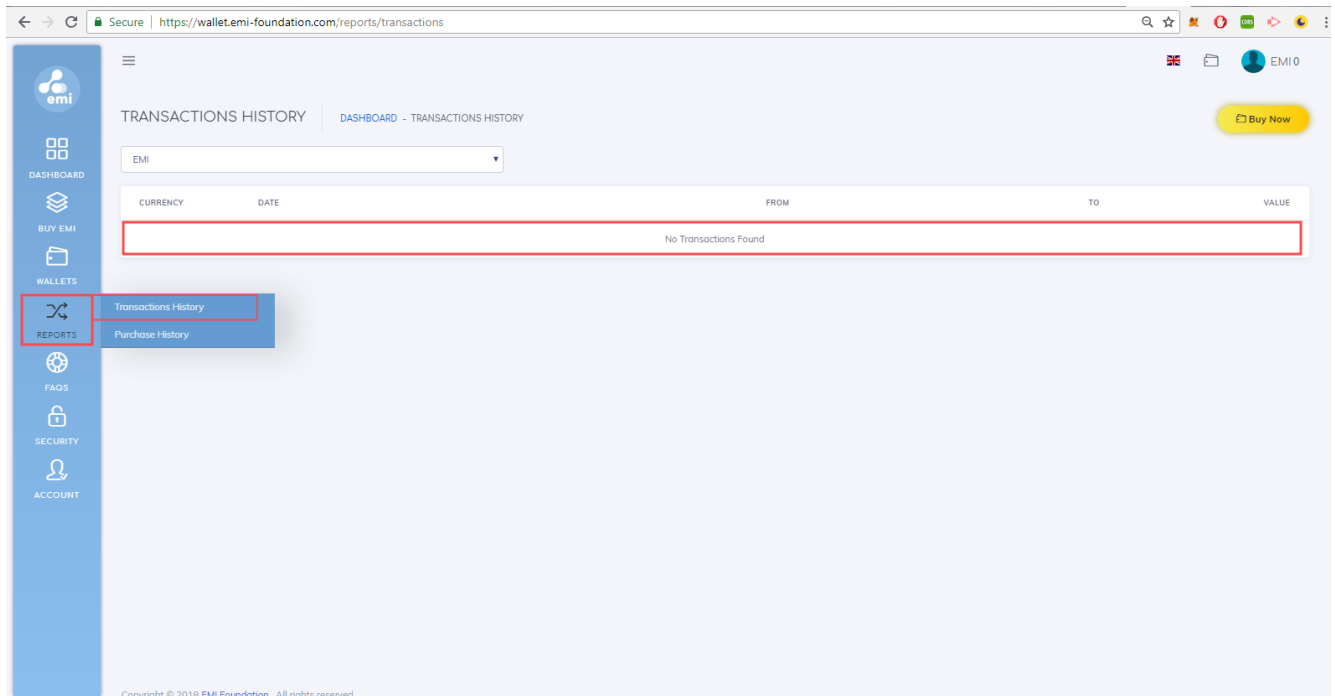 Secure | https://wallet.emi-foundation.com/reports/transactions
emi
EMI 0
TRANSACTIONS HISTORY
DASHBOARD - TRANSACTIONS HISTORY
Buy Now
EMI
CURRENCY DATE FROM TO VALUE
No Transactions Found
DASHBOARD
BUY EMI
WALLETS
REPORTS
Transactions History
Purchase History
FAQS
SECURITY
ACCOUNT
Copyright © 2018 EMI Foundation. All rights reserved.